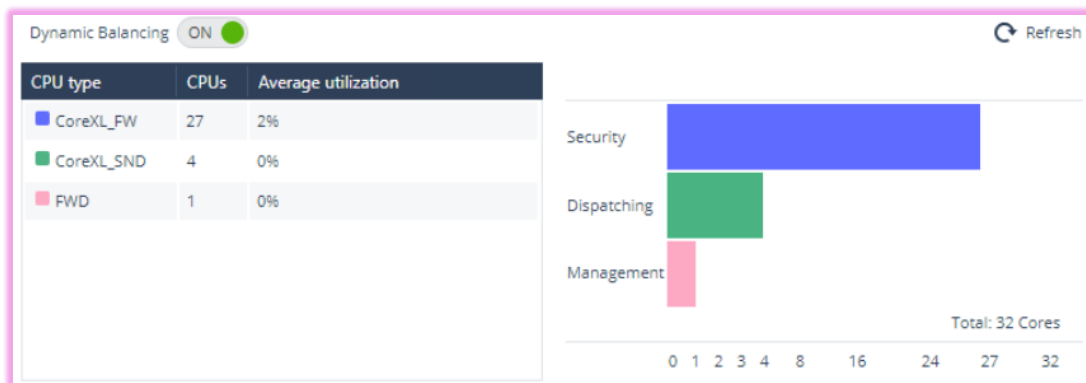 Dynamic Balancing ON
Refresh
CPU type CPUs Average utilization
CoreXL_FW 27 2%
CoreXL_SND 4 0%
FWD 1 0%
Security
Dispatching
Management
Total: 32 Cores
0 1 2 3 4 8 16 24 27 32